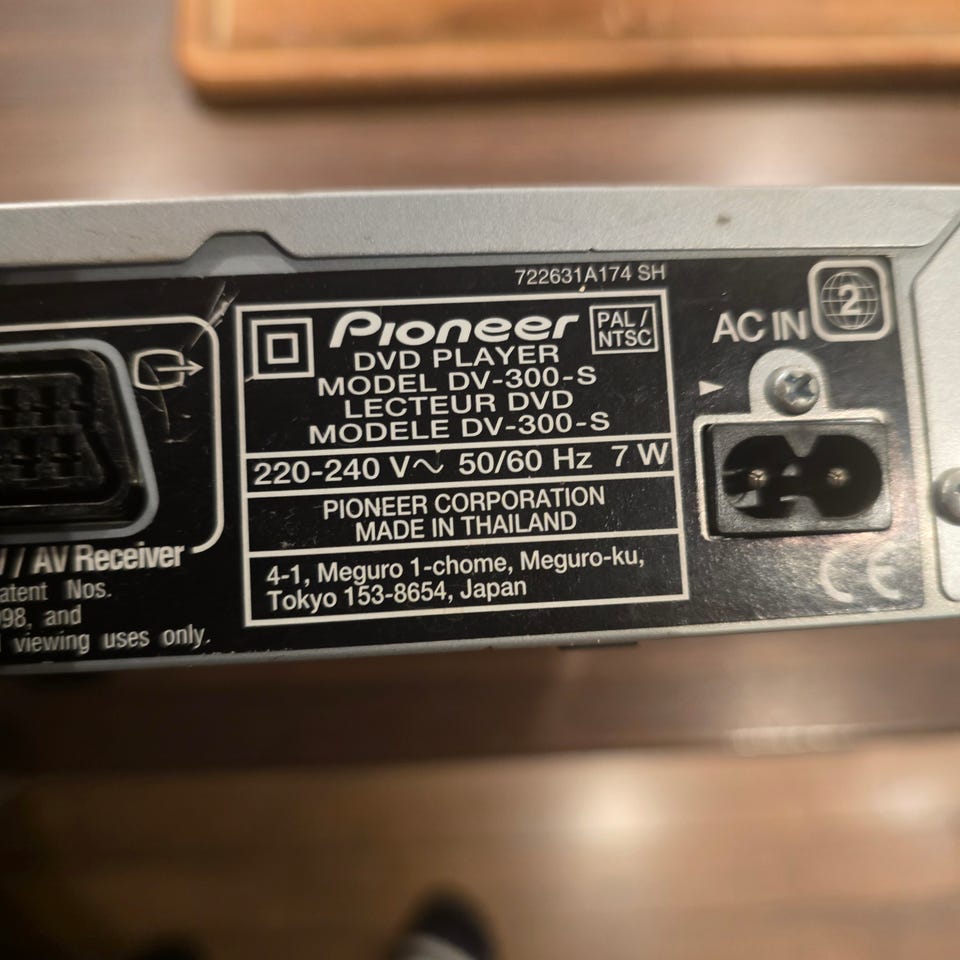 722631A174 SH
Pioneer
PAL /
NTSC
DVD PLAYER
MODEL DV-300-S
LECTEUR DVD
MODELE DV-300-S
220-240 V~ 50/60 Hz 7 W
PIONEER CORPORATION
MADE IN THAILAND
4-1, Meguro 1-chome, Meguro-ku,
Tokyo 153-8654, Japan
AC IN
2
CE
/ AV Receiver
Nos.
98, and
viewing uses only.